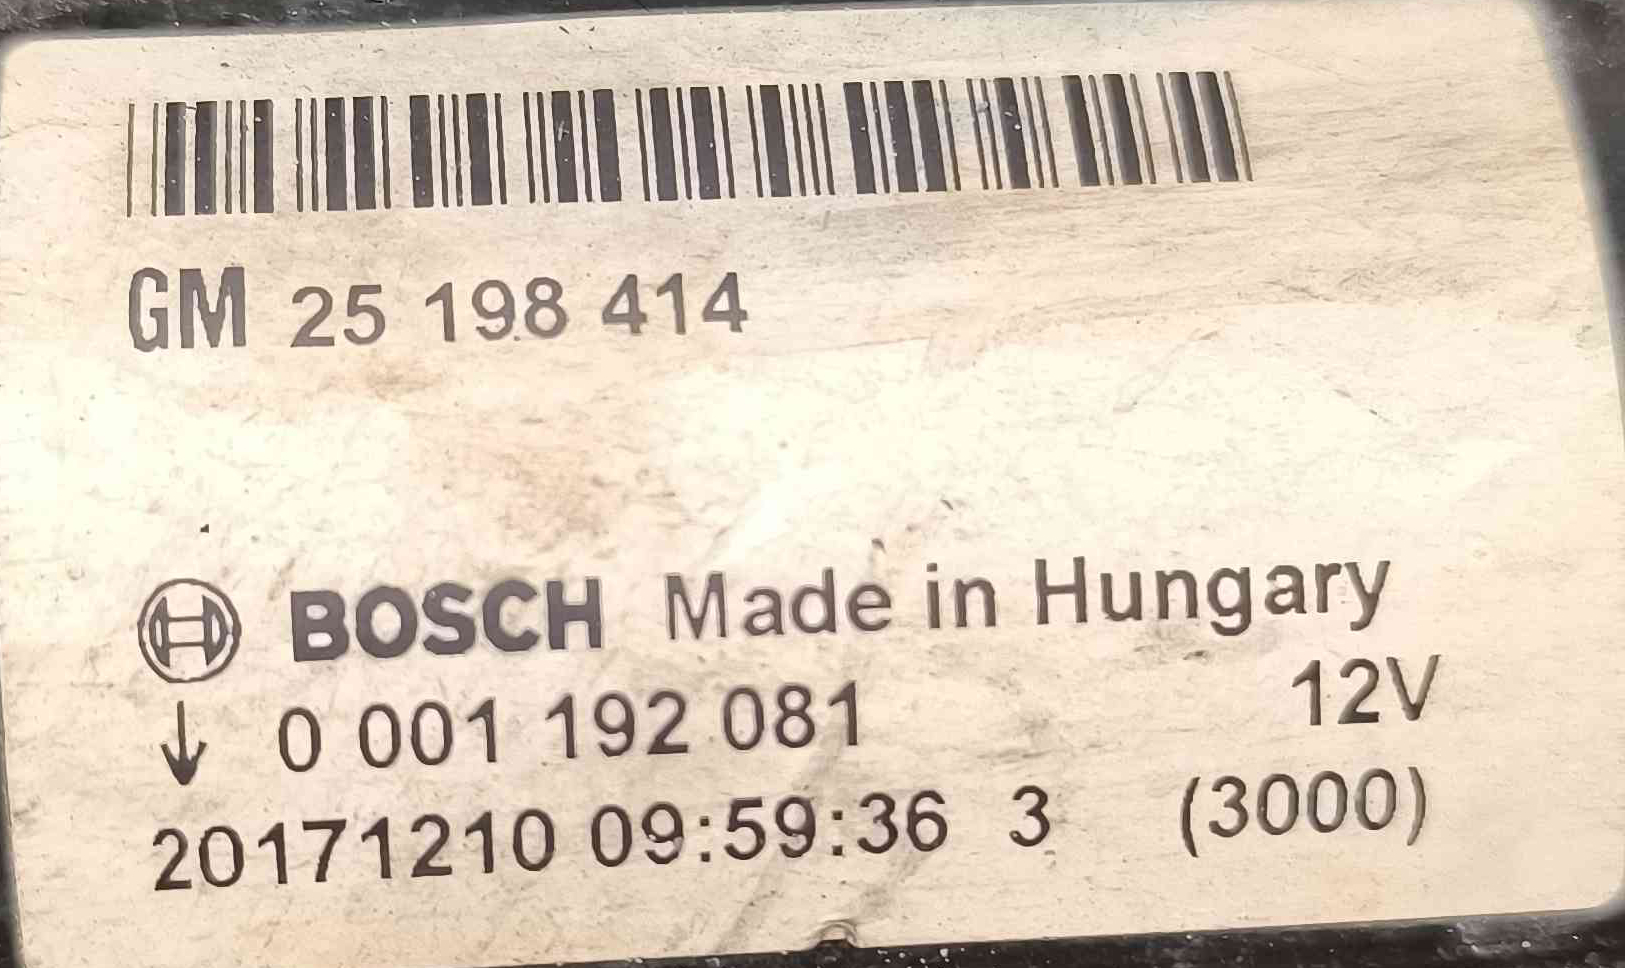 GM 25 198 414
BOSCH Made in Hungary
0 001 192 081 12V
20171210 09:59:36 3 (3000)